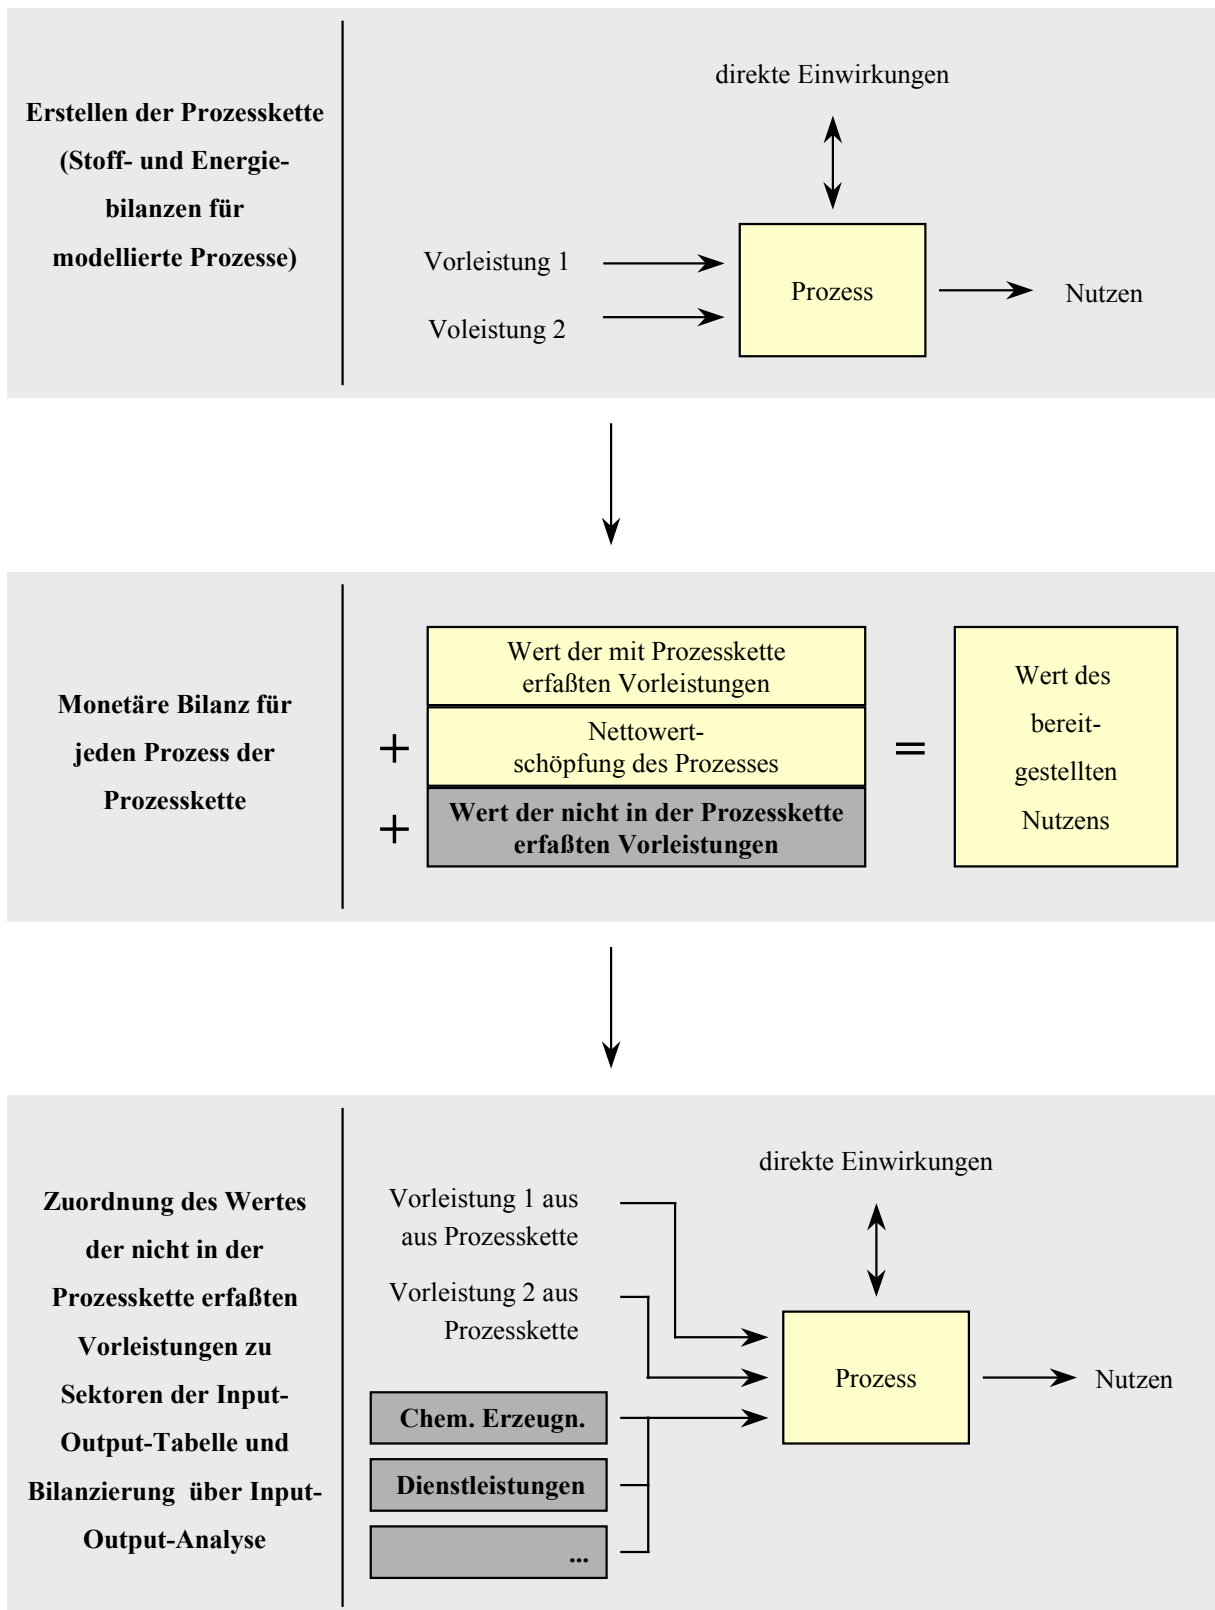 Erstellen der Prozesskette
(Stoff- und Energie-
bilanzen für
modellierte Prozesse)
direkte Einwirkungen
Vorleistung 1
Voleistung 2
Prozess
Nutzen
Monetäre Bilanz für
jeden Prozess der
Prozesskette
+
+
Wert der mit Prozesskette
erfaßten Vorleistungen
Nettowert-
schöpfung des Prozesses
Wert der nicht in der Prozesskette
erfaßten Vorleistungen
=
Wert des
bereit-
gestellten
Nutzens
Zuordnung des Wertes
der nicht in der
Prozesskette erfaßten
Vorleistungen zu
Sektoren der Input-
Output-Tabelle und
Bilanzierung über Input-
Output-Analyse
direkte Einwirkungen
Vorleistung 1 aus
aus Prozesskette
Vorleistung 2 aus
Prozesskette
Chem. Erzeugn.
Dienstleistungen
...
Prozess
Nutzen